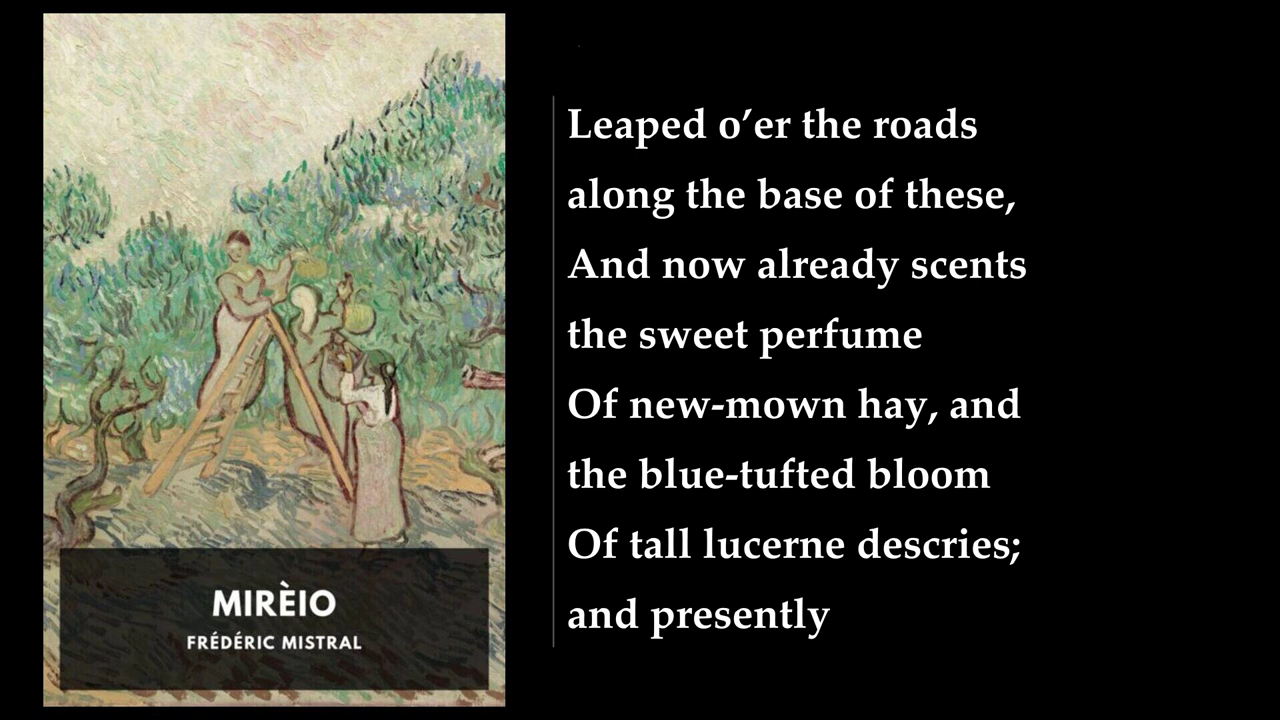 MIRÈIO
FRÉDÉRIC MISTRAL
Leaped o’er the roads
along the base of these,
And now already scents
the sweet perfume
Of new-mown hay, and
the blue-tufted bloom
Of tall lucerne descries;
and presently